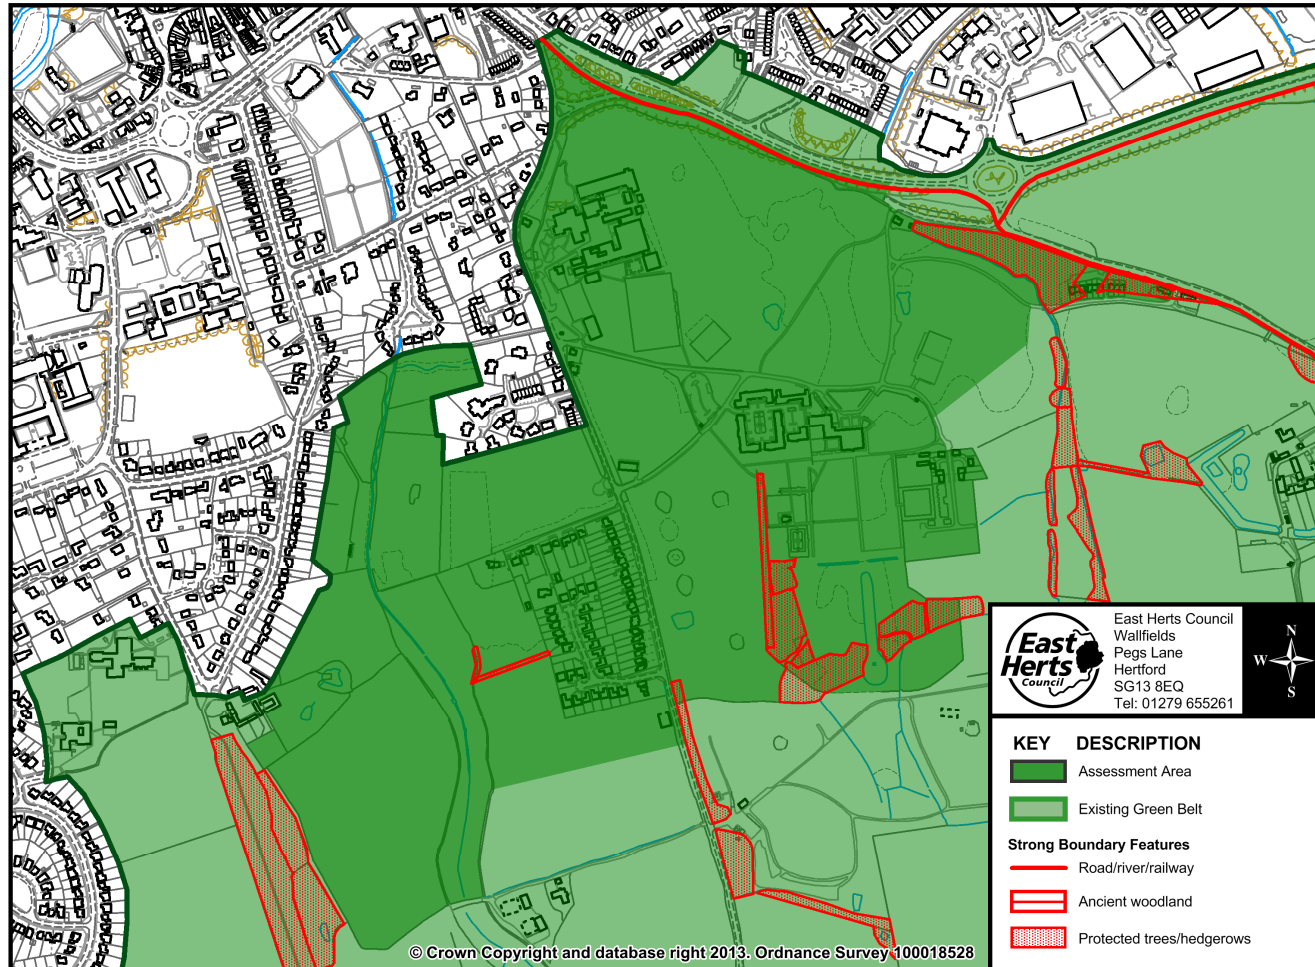 East Herts Council
Wallfields
Pegs Lane
Hertford
SG13 8EQ
Tel: 01279 655261
East
Herts
Council
N
W
E
S
KEY DESCRIPTION
Assessment Area
Existing Green Belt
Strong Boundary Features
Road/river/railway
Ancient woodland
Protected trees/hedgerows
© Crown Copyright and database right 2013. Ordnance Survey 100018528